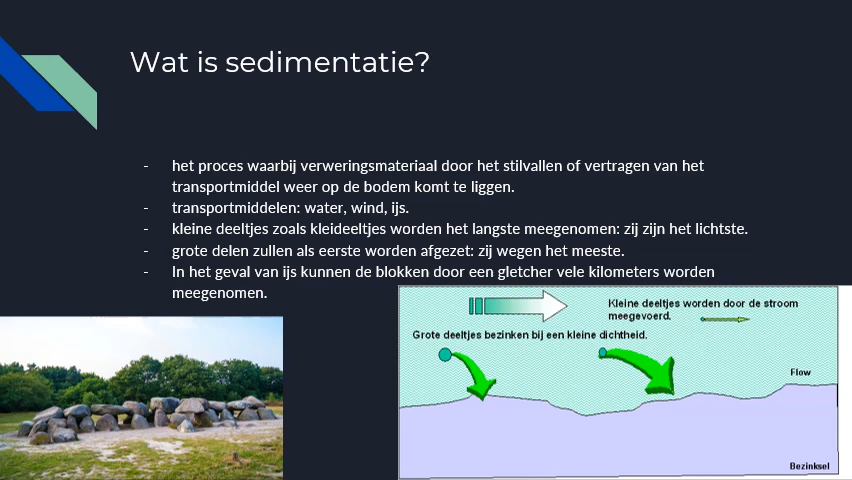 Wat is sedimentatie?
- het proces waarbij verweringsmateriaal door het stilvallen of vertragen van het
transportmiddel weer op de bodem komt te liggen.
- transportmiddelen: water, wind, ijs.
- kleine deeltjes zoals kleideeltjes worden het langste meegenomen: zij zijn het lichtste.
- grote delen zullen als eerste worden afgezet: zij wegen het meeste.
- In het geval van ijs kunnen de blokken door een gletcher vele kilometers worden
meegenomen.
Kleine deeltjes worden door de stroom
meegevoerd.
Grote deeltjes bezinken bij een kleine dichtheid.
Flow
Bezinksel